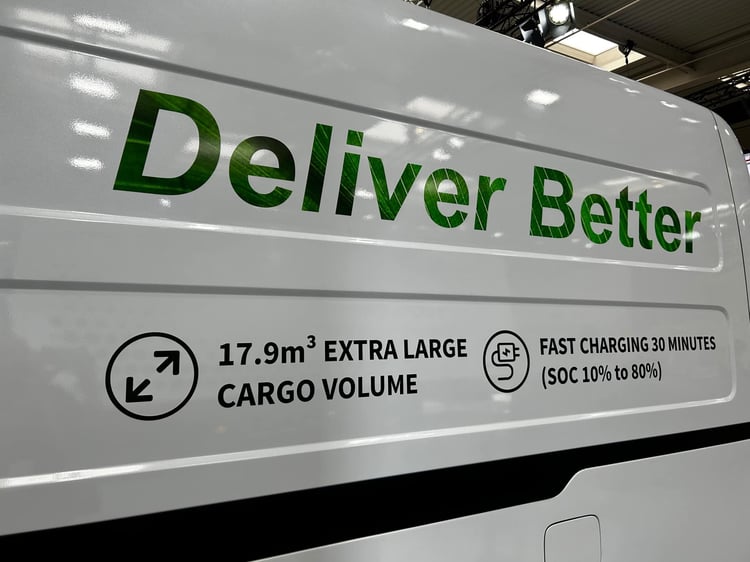 Deliver Better
17.9m³ EXTRA LARGE
CARGO VOLUME
FAST CHARGING 30 MINUTES
(SOC 10% to 80%)